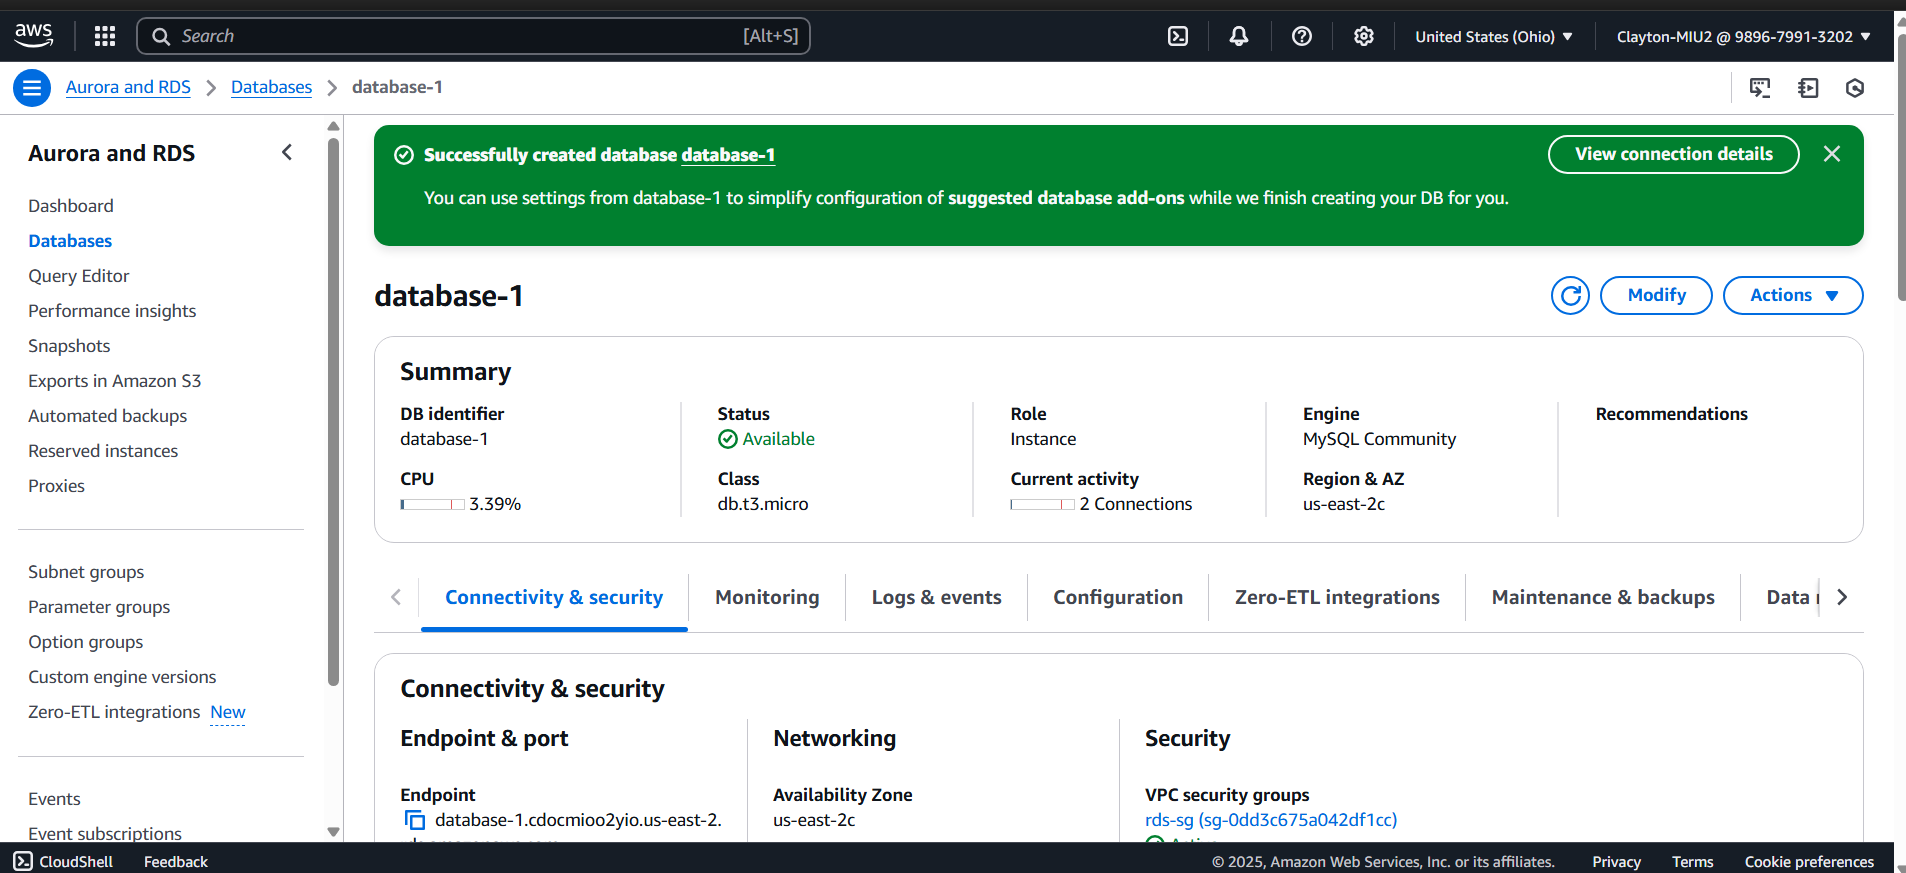 aws
Search [Alt+S]
United States (Ohio) Clayton-MIU2 @ 9896-7991-3202
Aurora and RDS Databases database-1
Aurora and RDS
Dashboard
Databases
Query Editor
Performance insights
Snapshots
Exports in Amazon S3
Automated backups
Reserved instances
Proxies
Subnet groups
Parameter groups
Option groups
Custom engine versions
Zero-ETL integrations New
Events
Event subscriptions
Successfully created database database-1
View connection details
You can use settings from database-1 to simplify configuration of suggested database add-ons while we finish creating your DB for you.
database-1
Modify
Actions
Summary
DB identifier
database-1
CPU
3.39%
Status
Available
Class
db.t3.micro
Role
Instance
Current activity
2 Connections
Engine
MySQL Community
Region & AZ
us-east-2c
Recommendations
Connectivity & security Monitoring Logs & events Configuration Zero-ETL integrations Maintenance & backups Data
Connectivity & security
Endpoint & port
Endpoint
database-1.cdocmioo2yio.us-east-2.
Networking
Availability Zone
us-east-2c
Security
VPC security groups
rds-sg (sg-0dd3c675a042df1cc)
CloudShell Feedback © 2025, Amazon Web Services, Inc. or its affiliates. Privacy Terms Cookie preferences